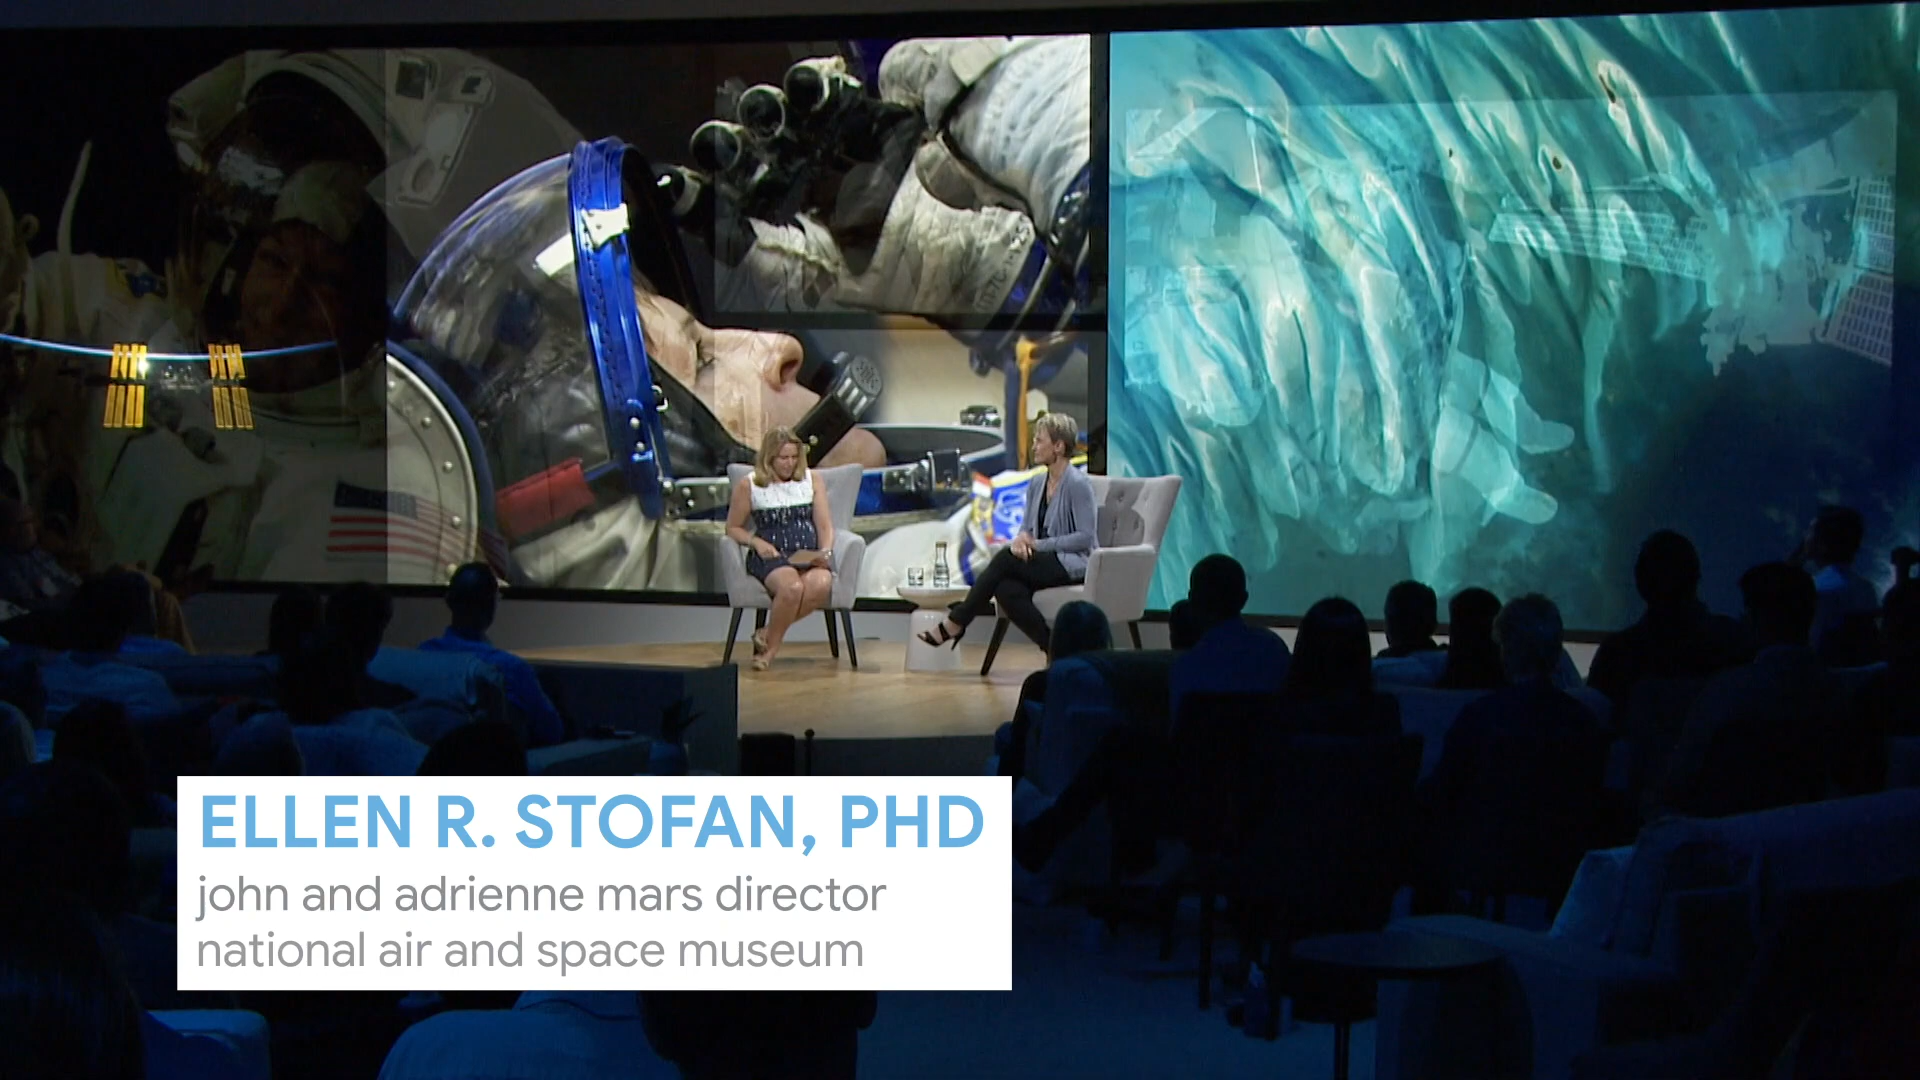 ELLEN R. STOFAN, PHD
john and adrienne mars director
national air and space museum